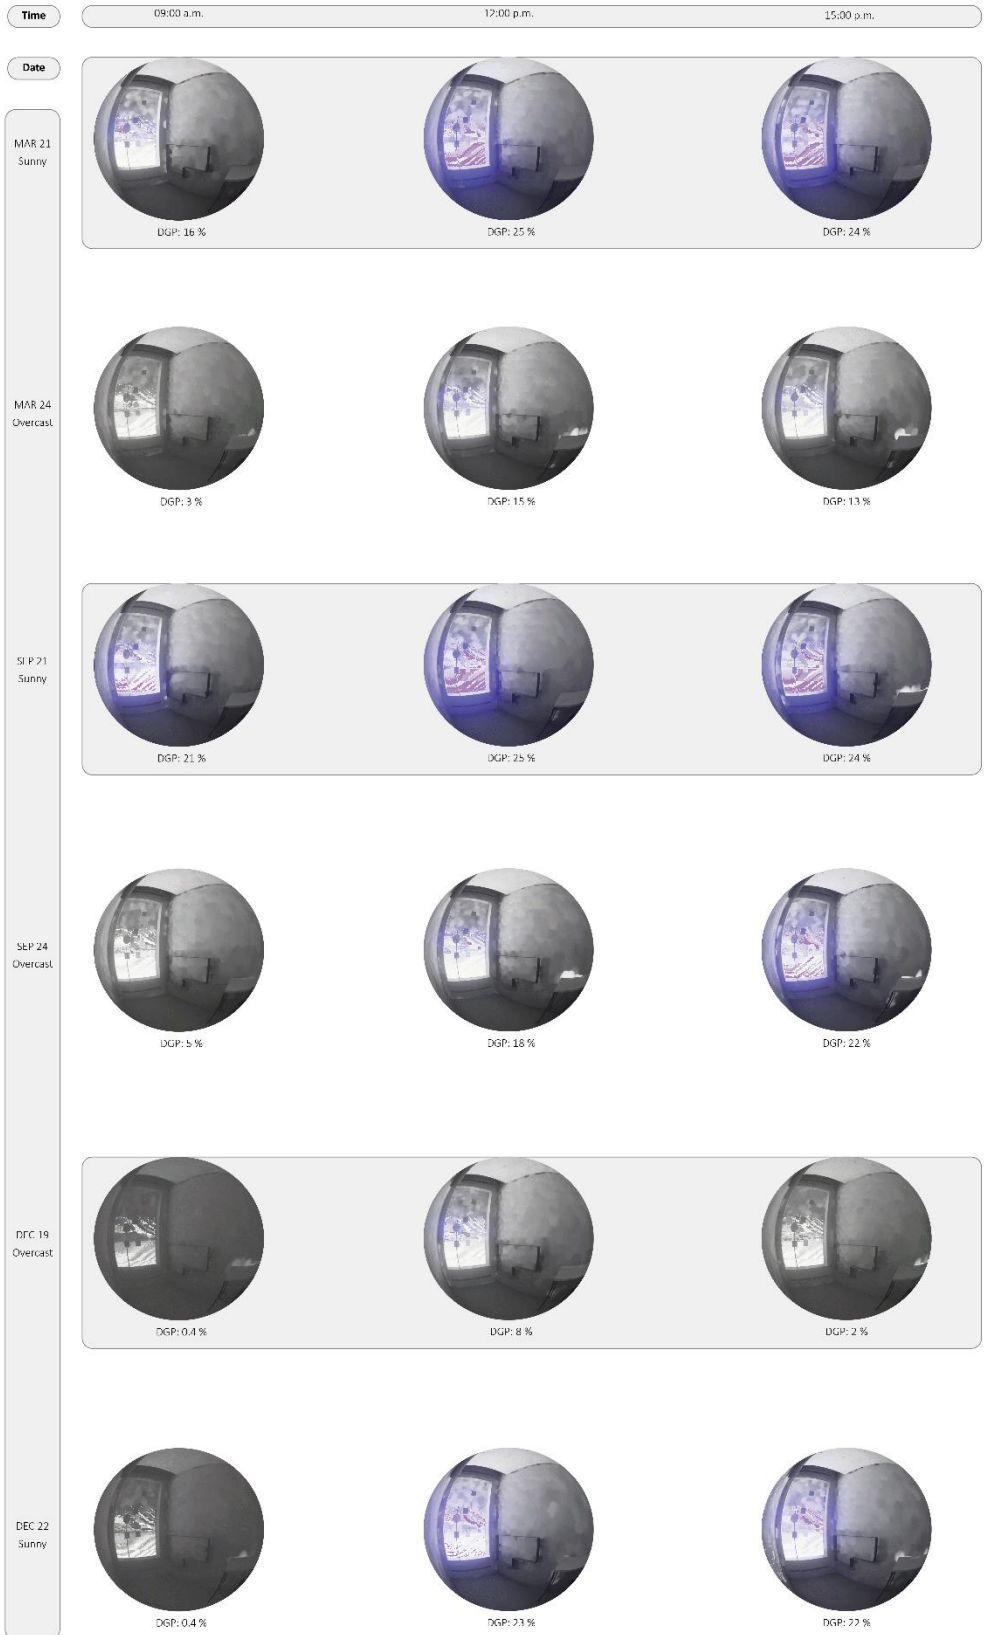 Time
09:00 a.m.
12:00 p.m.
15:00 p.m.
Date
MAR 21
Sunny
DGP: 16 %
DGP: 25 %
DGP: 24 %
MAR 24
Overcast
DGP: 3 %
DGP: 15 %
DGP: 13 %
SEP 21
Sunny
DGP: 21 %
DGP: 25 %
DGP: 24 %
SEP 24
Overcast
DGP: 5 %
DGP: 18 %
DGP: 22 %
DEC 19
Overcast
DGP: 0.4 %
DGP: 8 %
DGP: 2 %
DEC 22
Sunny
DGP: 0.4 %
DGP: 23 %
DGP: 22 %